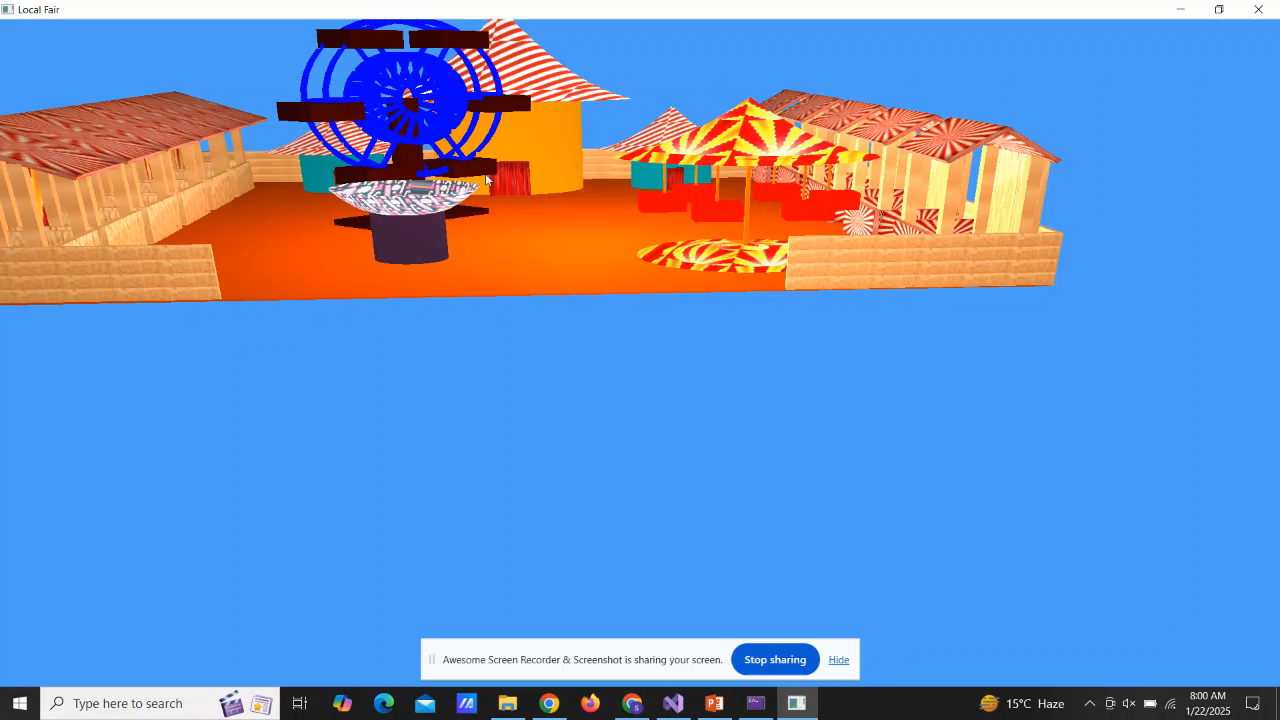 Local Fair
Awesome Screen Recorder & Screenshot is sharing your screen.
Stop sharing
Hide
Type here to search
15°C Haze
8:00 AM
1/22/2025